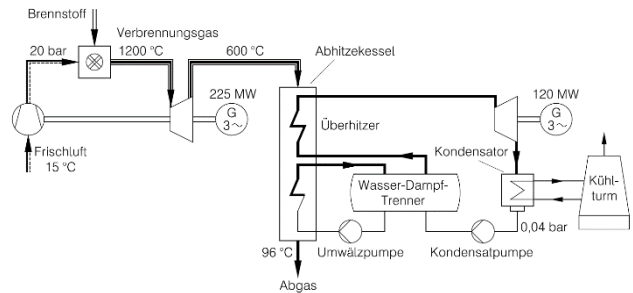 Brennstoff
Verbrennungsgas
20 bar
1200 °C
600 °C
Abhitzekessel
225 MW
120 MW
G
3~
G
3~
Überhitzer
Kondensator
Frischluft
15 °C
Wasser-Dampf-
Trenner
Kühl-
turm
0,04 bar
96 °C
Umwälzpumpe
Kondensatpumpe
Abgas